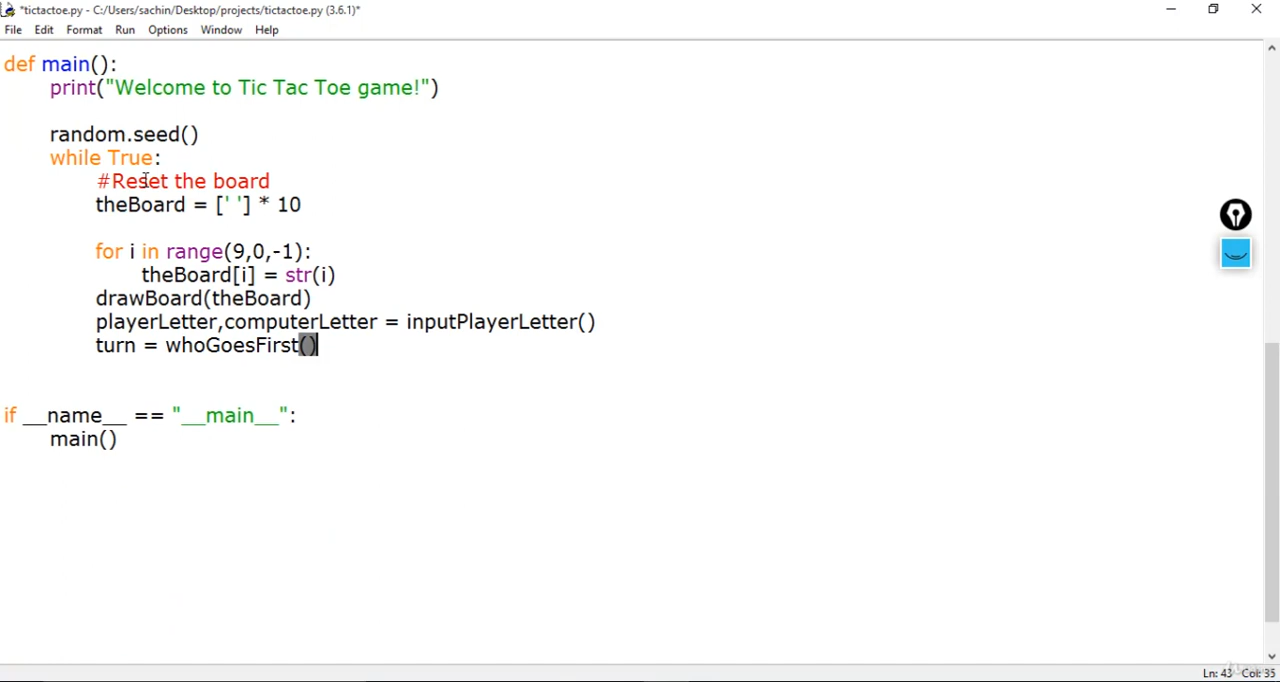 *tictactoe.py - C:/Users/sachin/Desktop/projects/tictactoe.py (3.6.1)*
File Edit Format Run Options Window Help
def main():
    print("Welcome to Tic Tac Toe game!")
    random.seed()
    while True:
        #Reset the board
        theBoard = [' '] * 10
        for i in range(9,0,-1):
            theBoard[i] = str(i)
        drawBoard(theBoard)
        playerLetter,computerLetter = inputPlayerLetter()
        turn = whoGoesFirst()
if __name__ == "__main__":
    main()
Ln: 43 Col: 35